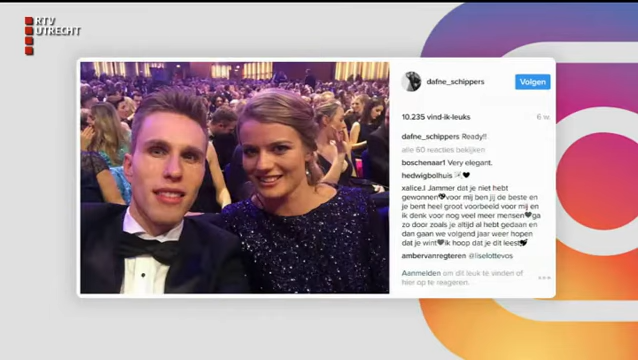 RTV
UTRECHT
dafne_schippers
Volgen
10.235 vind-ik-leuks
6 w.
dafne_schippers Ready!!
alle 60 reacties bekijken
boschenaar1 Very elegant.
hedwigbolhuis
xalice.l Jammer dat je niet hebt
gewonnen voor mij ben jij de beste en
je bent heel groot voorbeeld voor mij en
ik denk voor nog veel meer mensen ga
zo door zoals je altijd al hebt gedaan en
dan gaan we volgend jaar weer hopen
dat je wint ik hoop dat je dit leest
ambervanregteren @liselottevos
Aanmelden om dit leuk te vinden of
hier op te reageren.